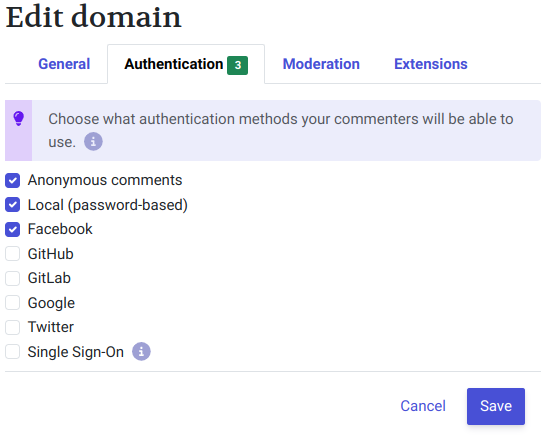 Edit domain
General Authentication 3 Moderation Extensions
Choose what authentication methods your commenters will be able to
use. i
Anonymous comments
Local (password-based)
Facebook
GitHub
GitLab
Google
Twitter
Single Sign-On i
Cancel Save